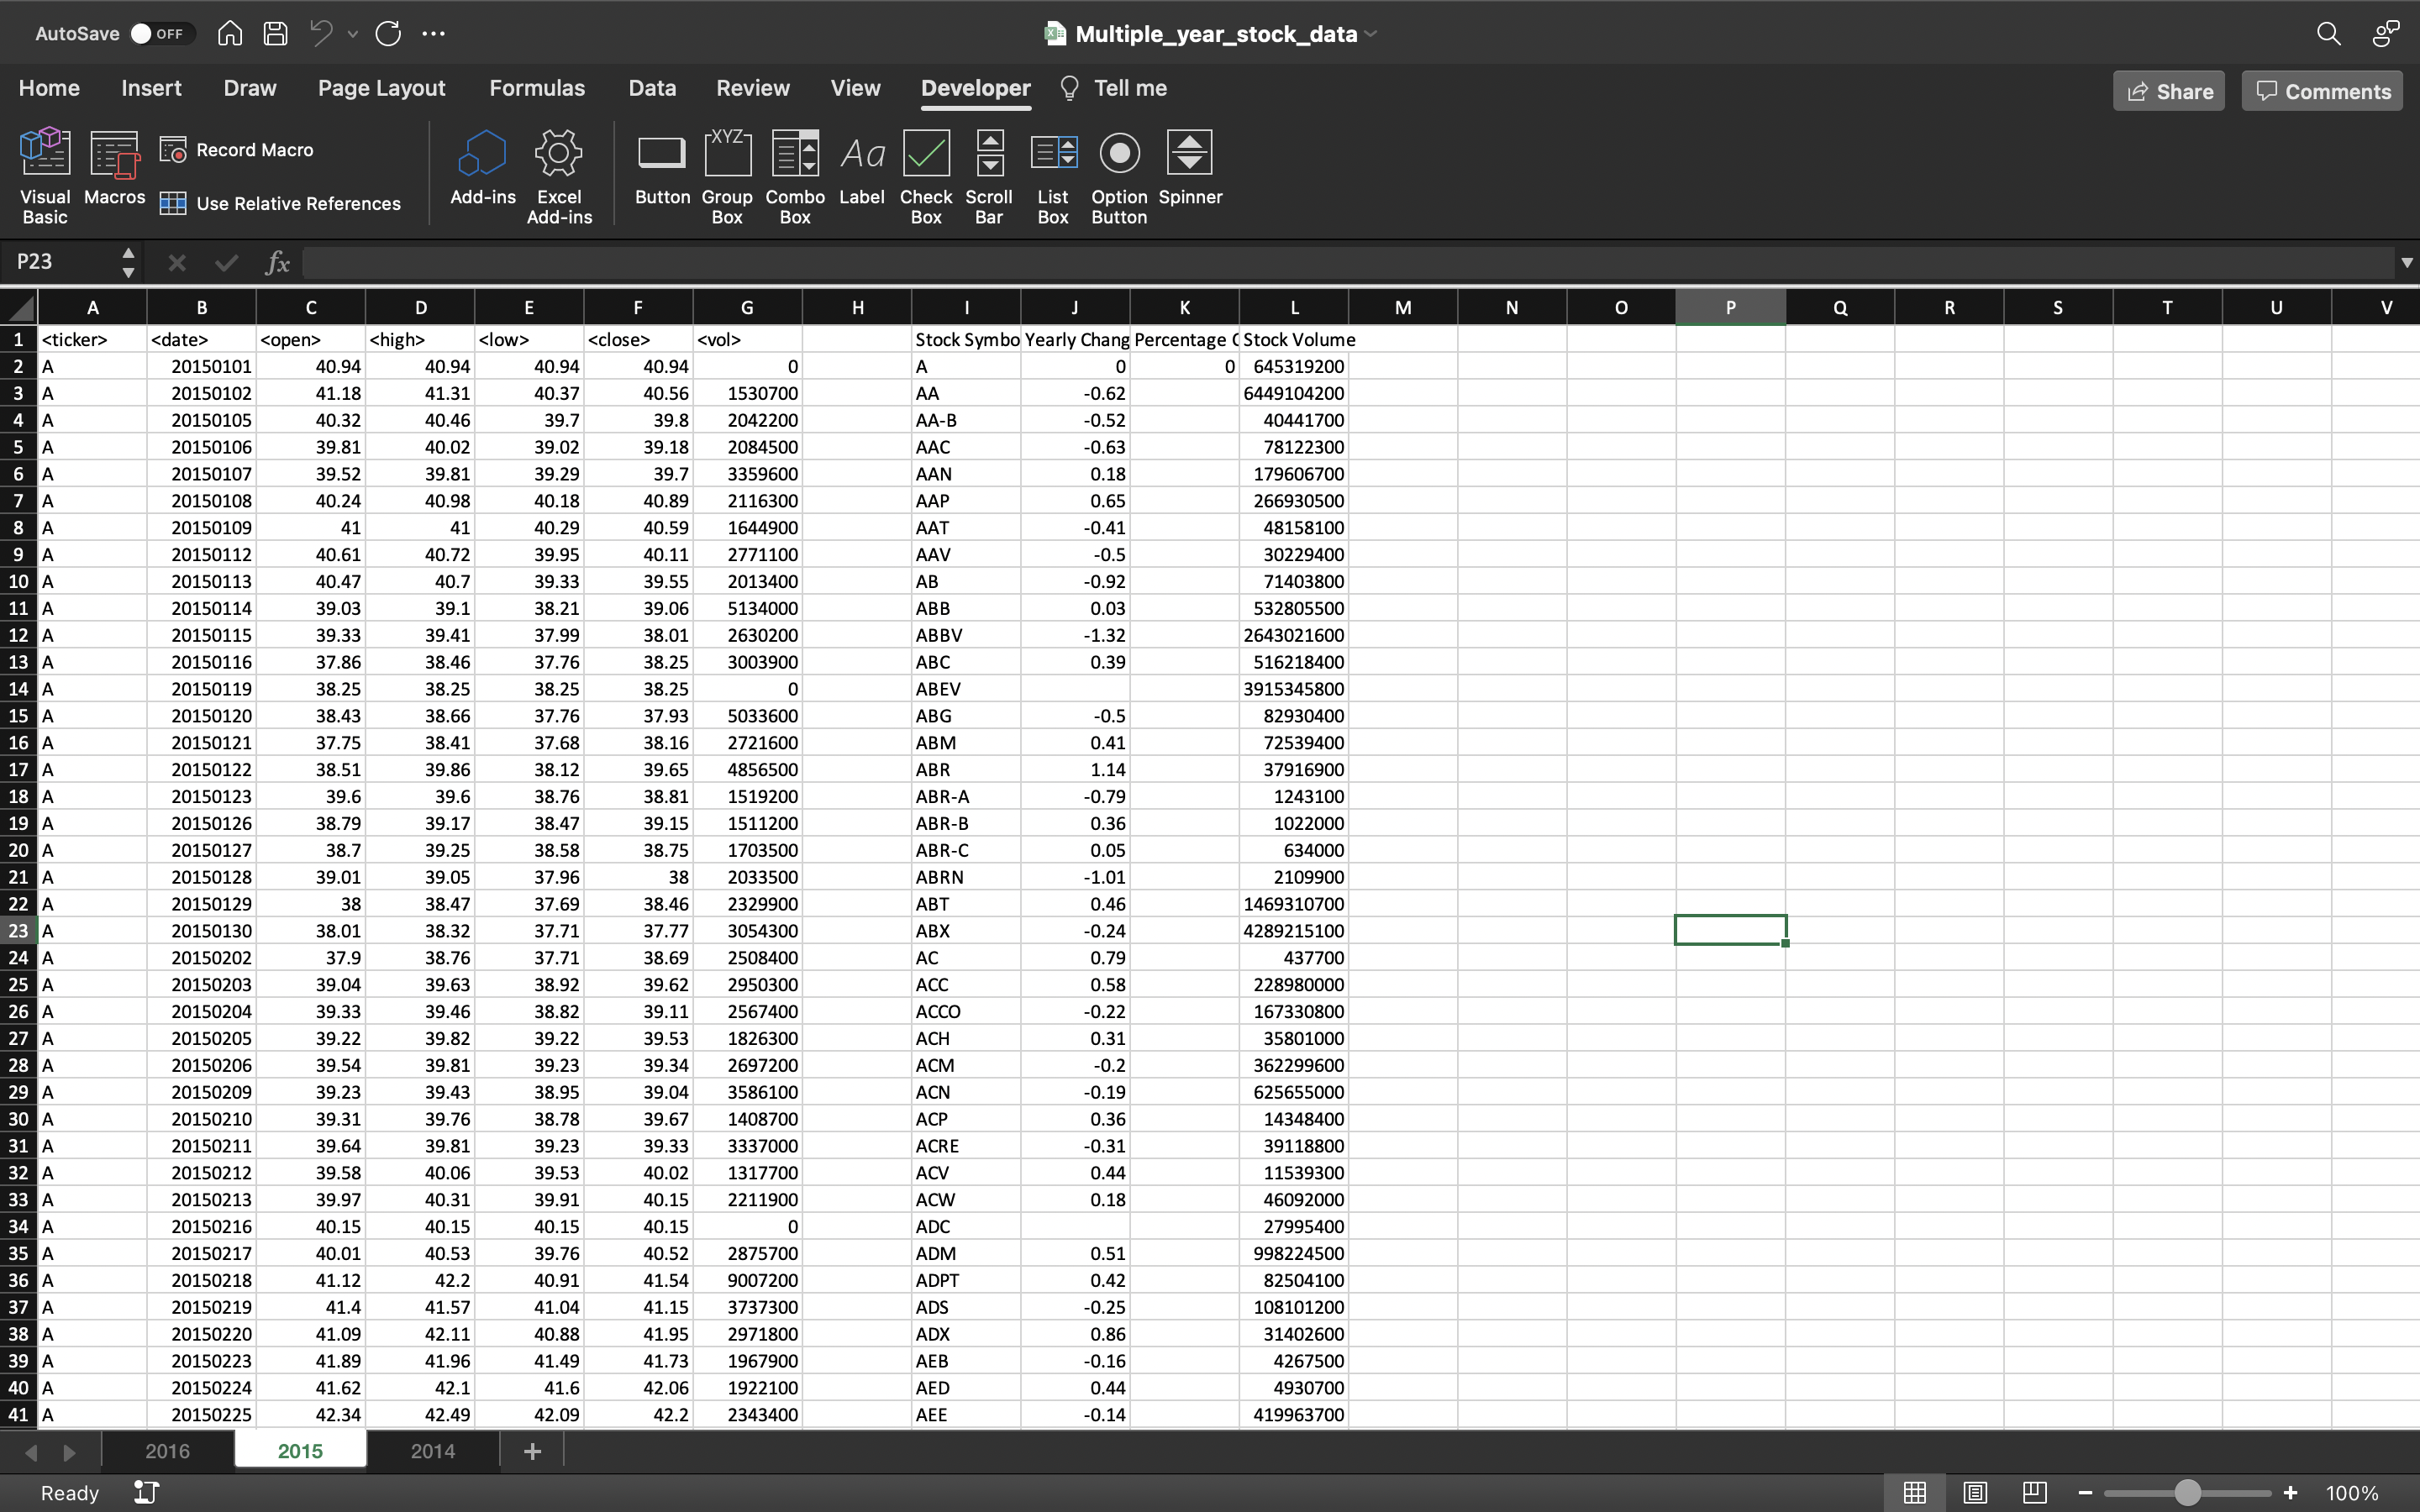 AutoSave OFF Multiple_year_stock_data
Home Insert Draw Page Layout Formulas Data Review View Developer Tell me Share Comments
Visual Basic Macros Record Macro Use Relative References Add-ins Excel Add-ins Button XYZ Group Box Combo Box Aa Label Check Box Scroll Bar List Box Option Button Spinner
P23 fx
A B C D E F G H I J K L M N O P Q R S T U V
1 <ticker> <date> <open> <high> <low> <close> <vol> Stock Symbo Yearly Chang Percentage C Stock Volume
2 A 20150101 40.94 40.94 40.94 40.94 0 A 0 0 645319200
3 A 20150102 41.18 41.31 40.37 40.56 1530700 AA -0.62 6449104200
4 A 20150105 40.32 40.46 39.7 39.8 2042200 AA-B -0.52 40441700
5 A 20150106 39.81 40.02 39.02 39.18 2084500 AAC -0.63 78122300
6 A 20150107 39.52 39.81 39.29 39.7 3359600 AAN 0.18 179606700
7 A 20150108 40.24 40.98 40.18 40.89 2116300 AAP 0.65 266930500
8 A 20150109 41 41 40.29 40.59 1644900 AAT -0.41 48158100
9 A 20150112 40.61 40.72 39.95 40.11 2771100 AAV -0.5 30229400
10 A 20150113 40.47 40.7 39.33 39.55 2013400 AB -0.92 71403800
11 A 20150114 39.03 39.1 38.21 39.06 5134000 ABB 0.03 532805500
12 A 20150115 39.33 39.41 37.99 38.01 2630200 ABBV -1.32 2643021600
13 A 20150116 37.86 38.46 37.76 38.25 3003900 ABC 0.39 516218400
14 A 20150119 38.25 38.25 38.25 38.25 0 ABEV 3915345800
15 A 20150120 38.43 38.66 37.76 37.93 5033600 ABG -0.5 82930400
16 A 20150121 37.75 38.41 37.68 38.16 2721600 ABM 0.41 72539400
17 A 20150122 38.51 39.86 38.12 39.65 4856500 ABR 1.14 37916900
18 A 20150123 39.6 39.6 38.76 38.81 1519200 ABR-A -0.79 1243100
19 A 20150126 38.79 39.17 38.47 39.15 1511200 ABR-B 0.36 1022000
20 A 20150127 38.7 39.25 38.58 38.75 1703500 ABR-C 0.05 634000
21 A 20150128 39.01 39.05 37.96 38 2033500 ABRN -1.01 2109900
22 A 20150129 38 38.47 37.69 38.46 2329900 ABT 0.46 1469310700
23 A 20150130 38.01 38.32 37.71 37.77 3054300 ABX -0.24 4289215100
24 A 20150202 37.9 38.76 37.71 38.69 2508400 AC 0.79 437700
25 A 20150203 39.04 39.63 38.92 39.62 2950300 ACC 0.58 228980000
26 A 20150204 39.33 39.46 38.82 39.11 2567400 ACCO -0.22 167330800
27 A 20150205 39.22 39.82 39.22 39.53 1826300 ACH 0.31 35801000
28 A 20150206 39.54 39.81 39.23 39.34 2697200 ACM -0.2 362299600
29 A 20150209 39.23 39.43 38.95 39.04 3586100 ACN -0.19 625655000
30 A 20150210 39.31 39.76 38.78 39.67 1408700 ACP 0.36 14348400
31 A 20150211 39.64 39.81 39.23 39.33 3337000 ACRE -0.31 39118800
32 A 20150212 39.58 40.06 39.53 40.02 1317700 ACV 0.44 11539300
33 A 20150213 39.97 40.31 39.91 40.15 2211900 ACW 0.18 46092000
34 A 20150216 40.15 40.15 40.15 40.15 0 ADC 27995400
35 A 20150217 40.01 40.53 39.76 40.52 2875700 ADM 0.51 998224500
36 A 20150218 41.12 42.2 40.91 41.54 9007200 ADPT 0.42 82504100
37 A 20150219 41.4 41.57 41.04 41.15 3737300 ADS -0.25 108101200
38 A 20150220 41.09 42.11 40.88 41.95 2971800 ADX 0.86 31402600
39 A 20150223 41.89 41.96 41.49 41.73 1967900 AEB -0.16 4267500
40 A 20150224 41.62 42.1 41.6 42.06 1922100 AED 0.44 4930700
41 A 20150225 42.34 42.49 42.09 42.2 2343400 AEE -0.14 419963700
2016 2015 2014 +
Ready 100%